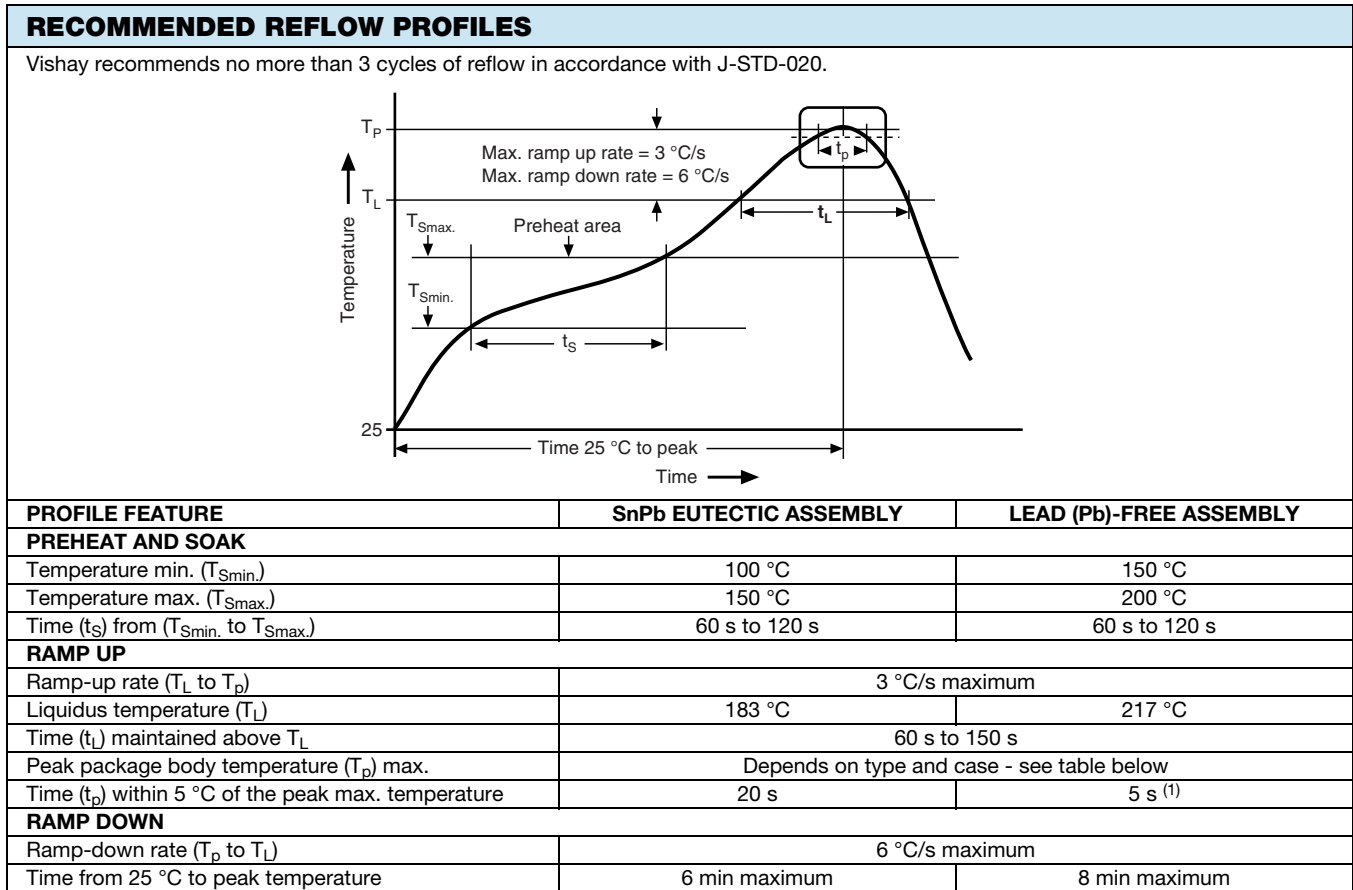 RECOMMENDED REFLOW PROFILES
Vishay recommends no more than 3 cycles of reflow in accordance with J-STD-020.
TP
Max. ramp up rate = 3 °C/s
Max. ramp down rate = 6 °C/s
tp
TL
tL
TSmax.
Preheat area
Temperature
TSmin.
tS
25
Time 25 °C to peak
Time
PROFILE FEATURE SnPb EUTECTIC ASSEMBLY LEAD (Pb)-FREE ASSEMBLY
PREHEAT AND SOAK
Temperature min. (TSmin.) 100 °C 150 °C
Temperature max. (TSmax.) 150 °C 200 °C
Time (tS) from (TSmin. to TSmax.) 60 s to 120 s 60 s to 120 s
RAMP UP
Ramp-up rate (TL to Tp) 3 °C/s maximum
Liquidus temperature (TL) 183 °C 217 °C
Time (tL) maintained above TL 60 s to 150 s
Peak package body temperature (Tp) max. Depends on type and case - see table below
Time (tp) within 5 °C of the peak max. temperature 20 s 5 s (1)
RAMP DOWN
Ramp-down rate (Tp to TL) 6 °C/s maximum
Time from 25 °C to peak temperature 6 min maximum 8 min maximum